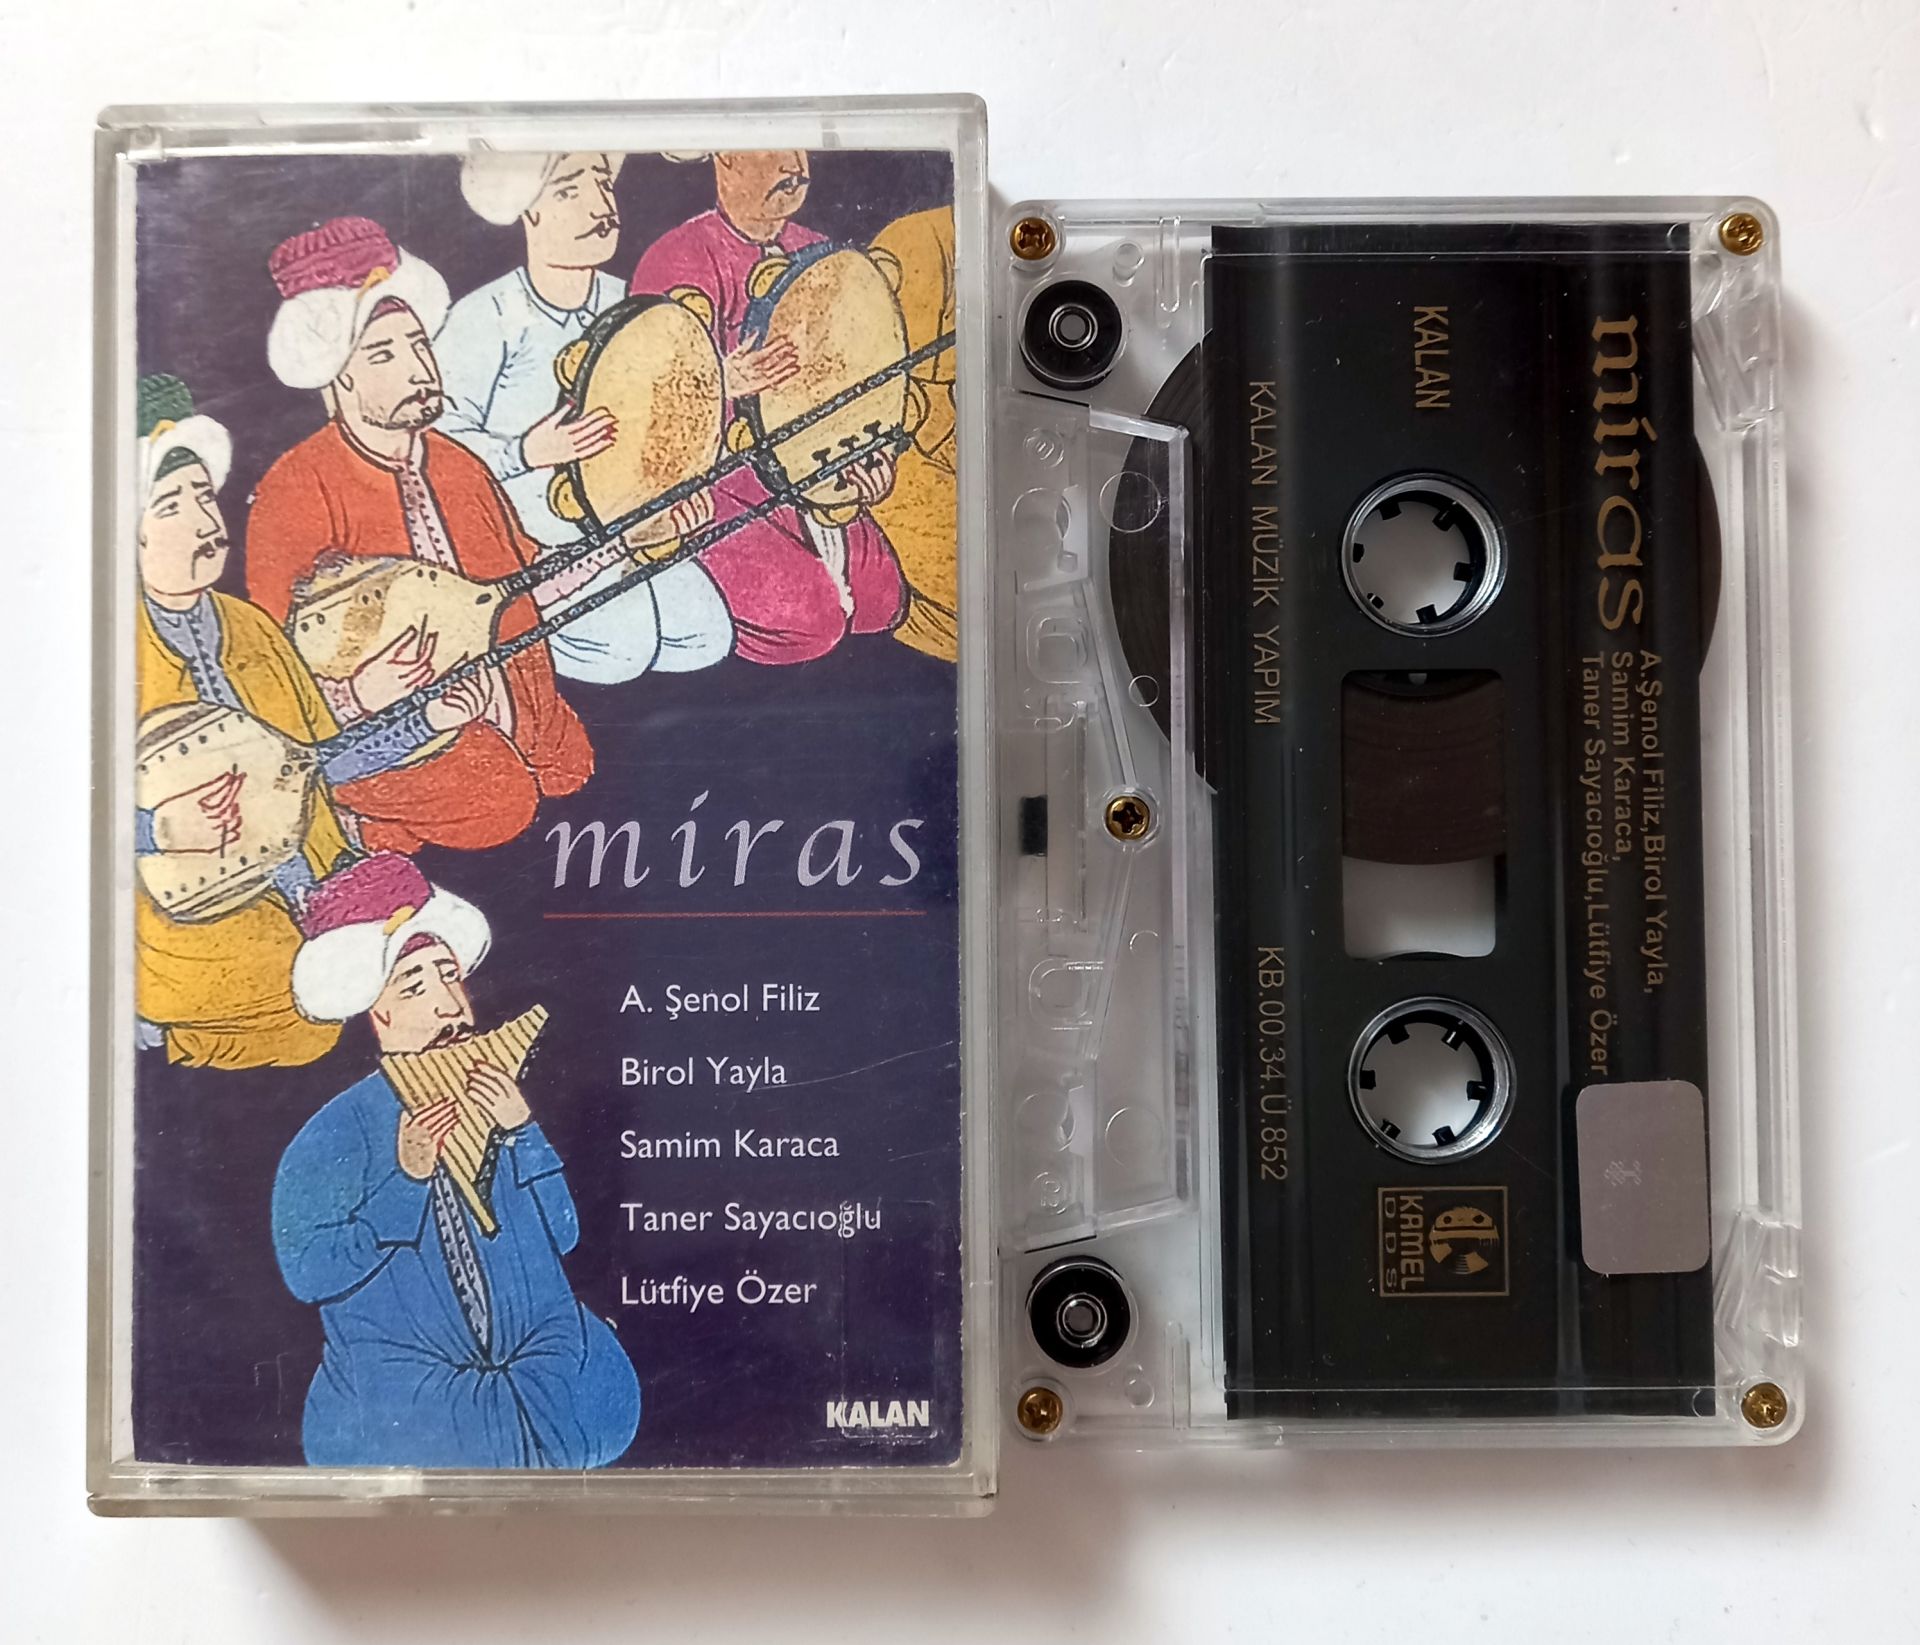 miras
A. Şenol Filiz
Birol Yayla
Samim Karaca
Taner Sayacıoğlu
Lütfiye Özer
KALAN
miras
A.Şenol Filiz,Birol Yayla,
Samim Karaca,
Taner Sayacıoğlu,Lütfiye Özer
KALAN
KAMEL
DDS
KALAN MÜZİK YAPIM
KB.00.34.Ü.852